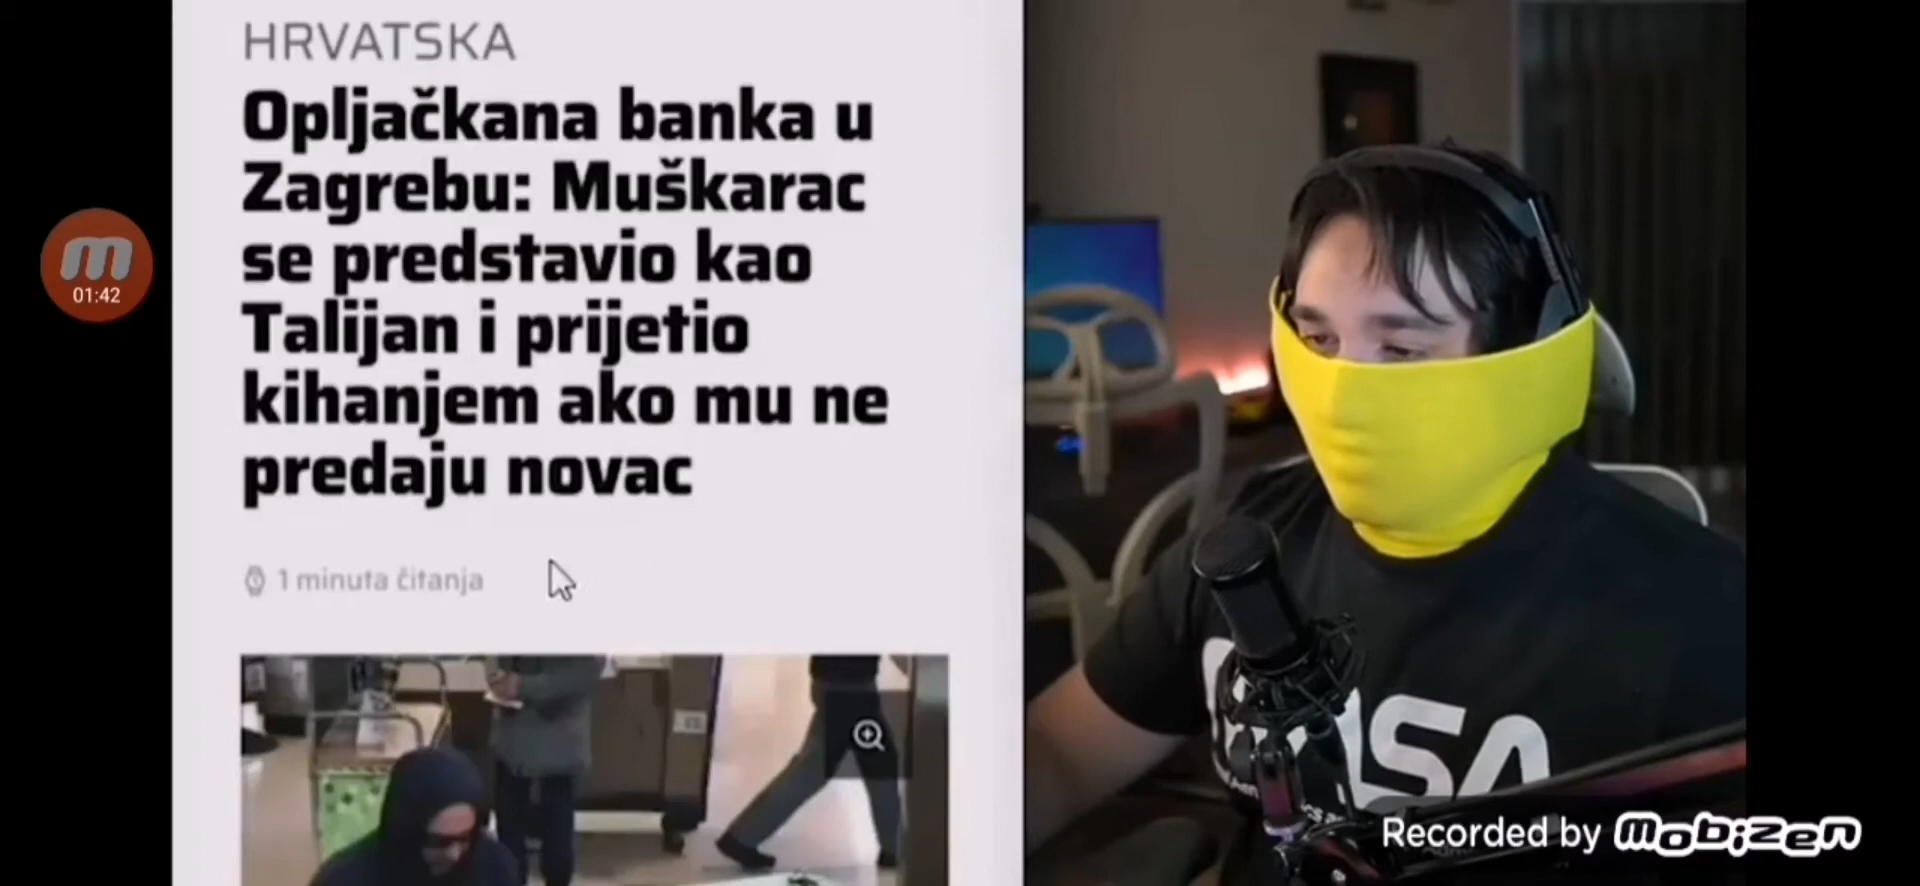 HRVATSKA
Opljačkana banka u
Zagrebu: Muškarac
se predstavio kao
Talijan i prijetio
kihanjem ako mu ne
predaju novac
1 minuta čitanja
01:42
Recorded by mobizen